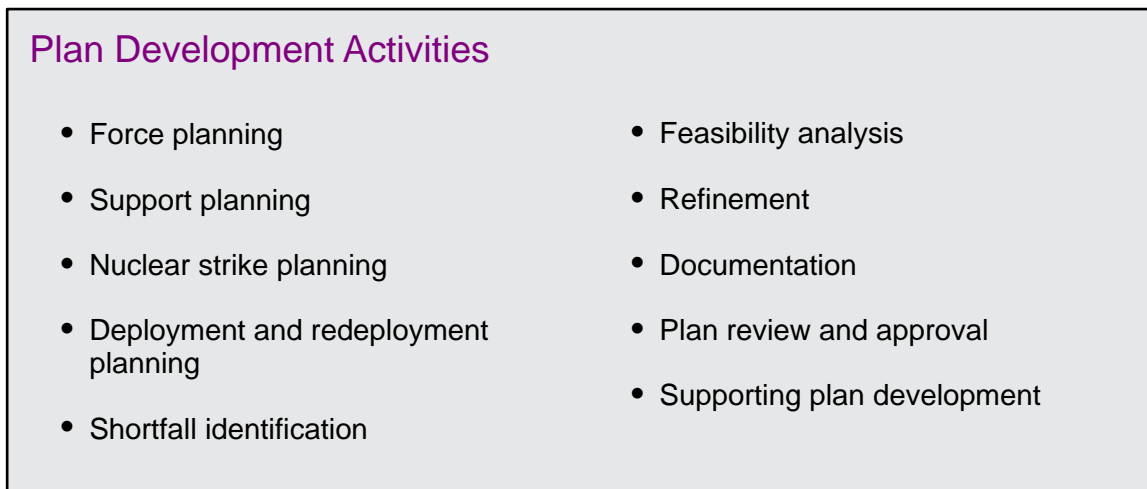 Plan Development Activities
• Force planning
• Support planning
• Nuclear strike planning
• Deployment and redeployment
planning
• Shortfall identification
• Feasibility analysis
• Refinement
• Documentation
• Plan review and approval
• Supporting plan development